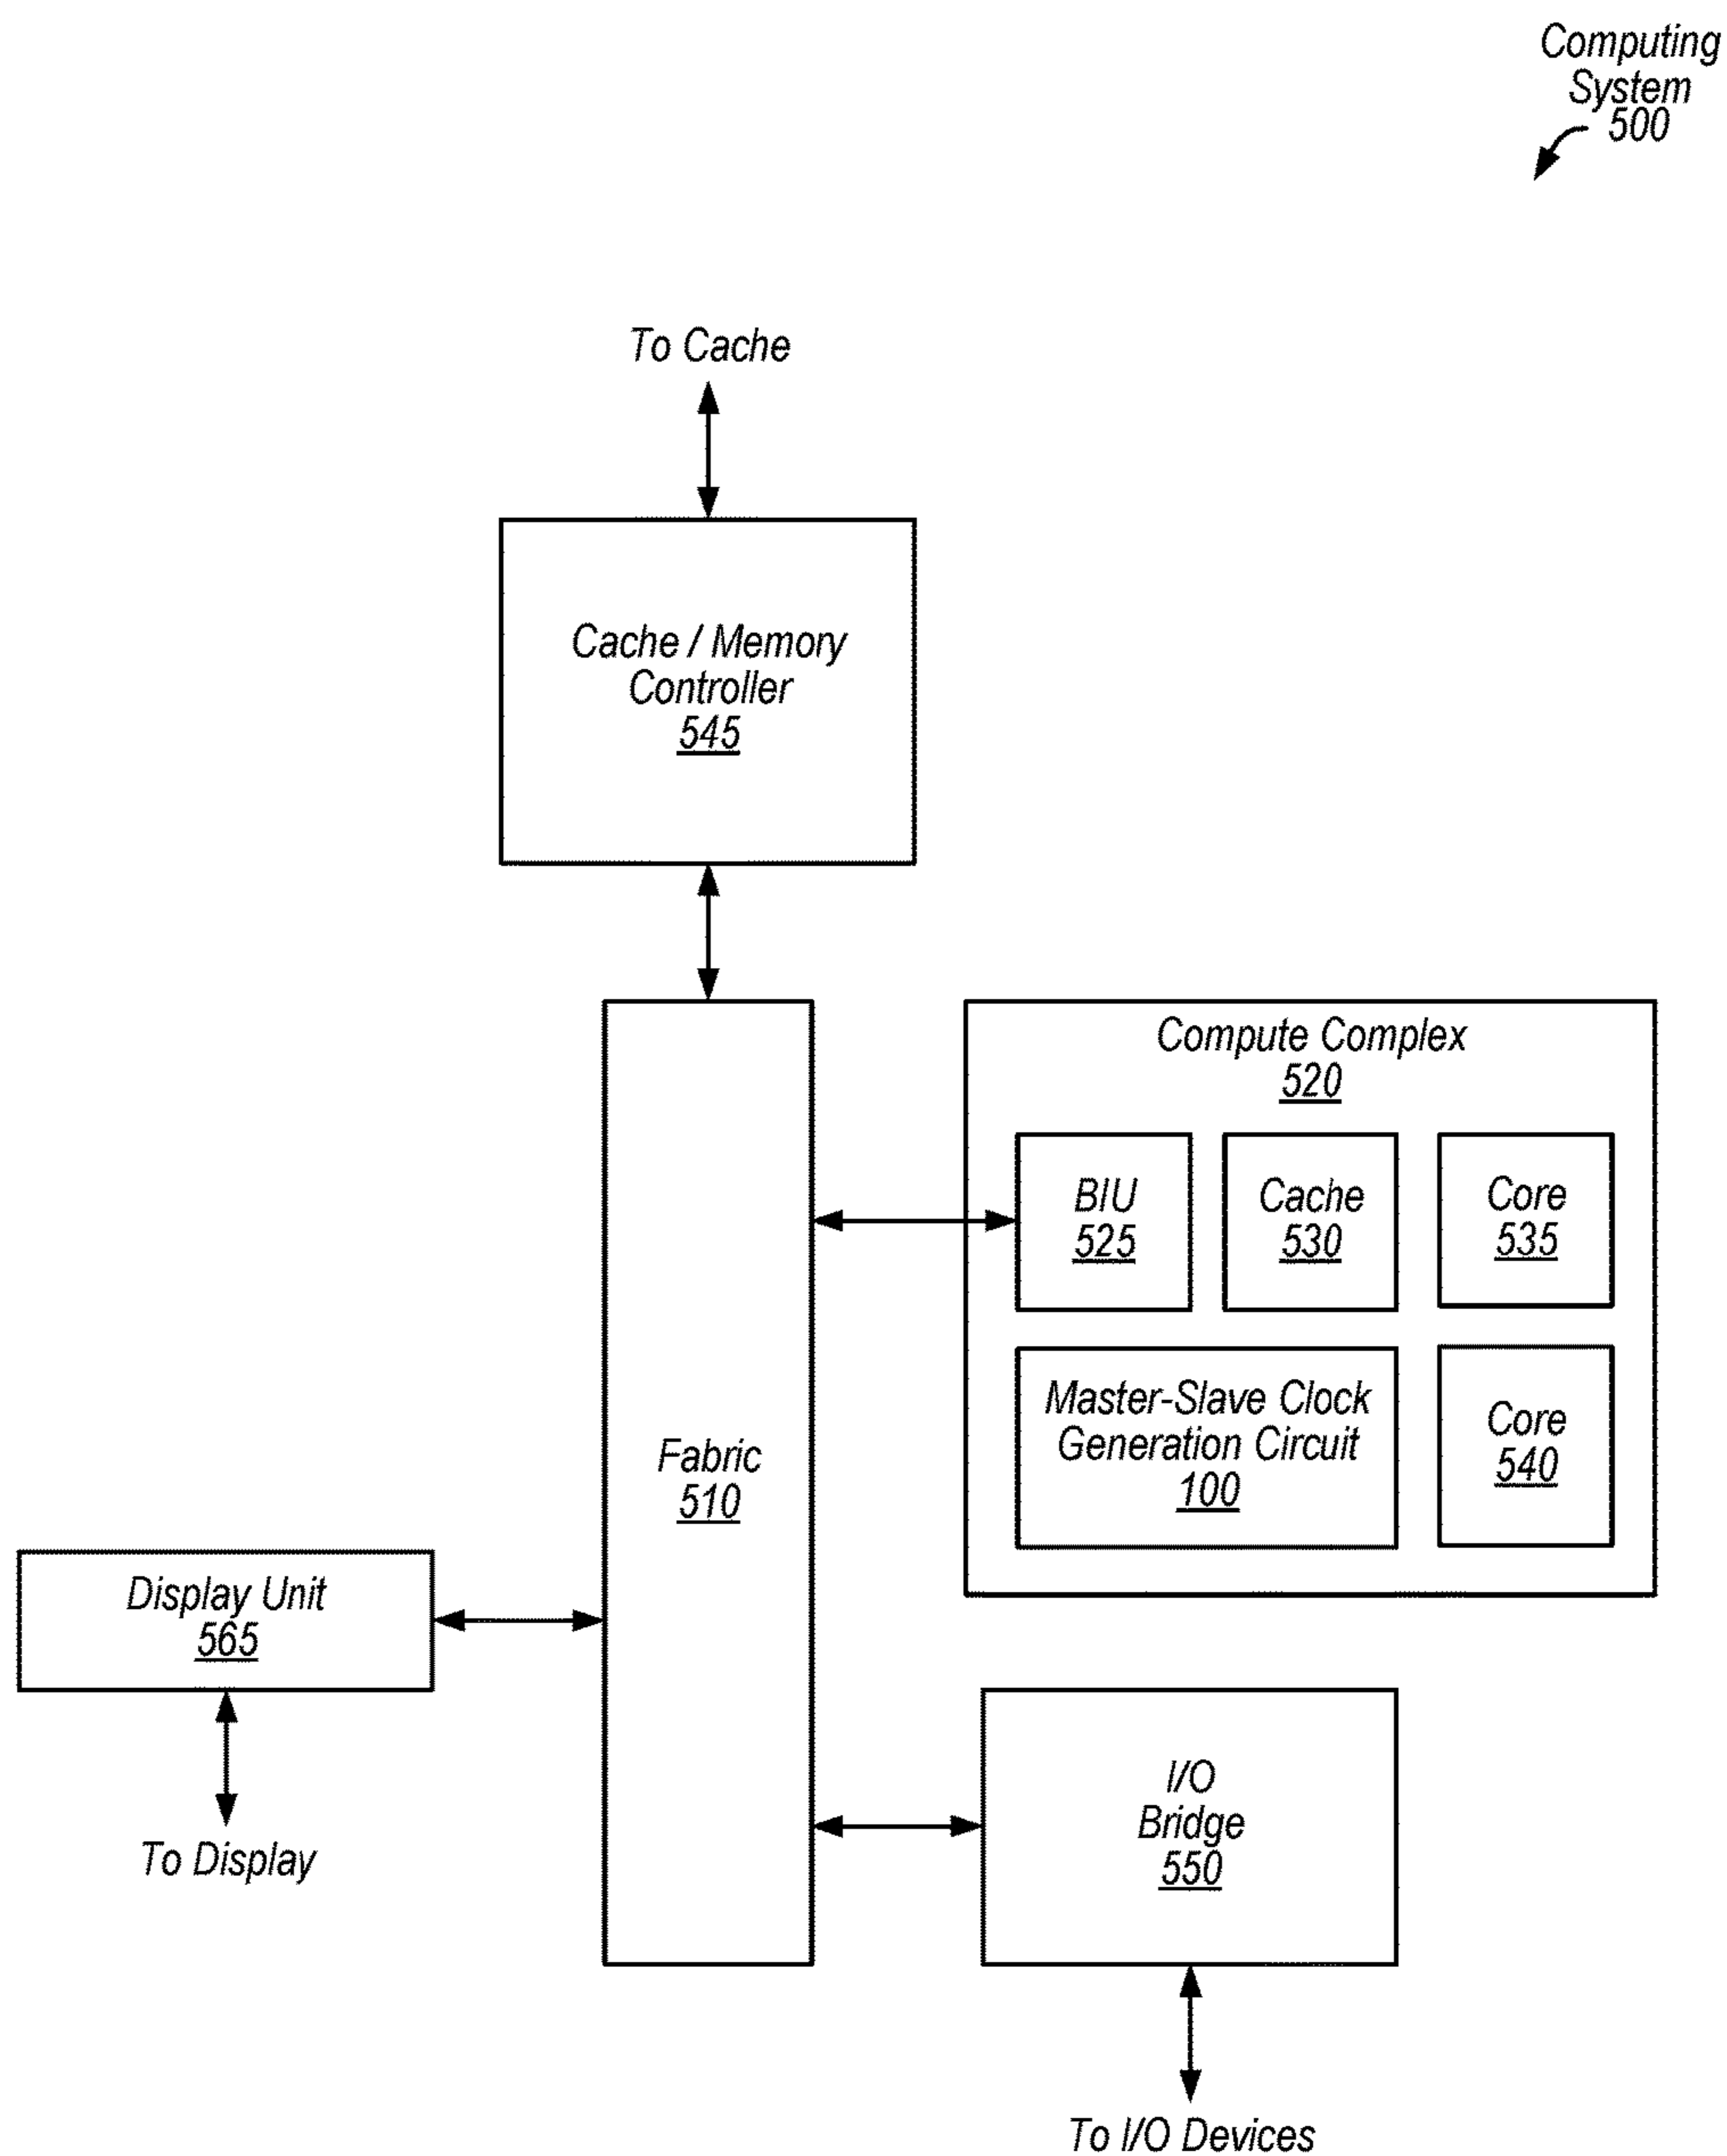 Computing
System
500
To Cache
Cache / Memory
Controller
545
Compute Complex
520
BIU
525
Cache
530
Core
535
Master-Slave Clock
Generation Circuit
100
Core
540
Fabric
510
Display Unit
565
To Display
I/O
Bridge
550
To I/O Devices